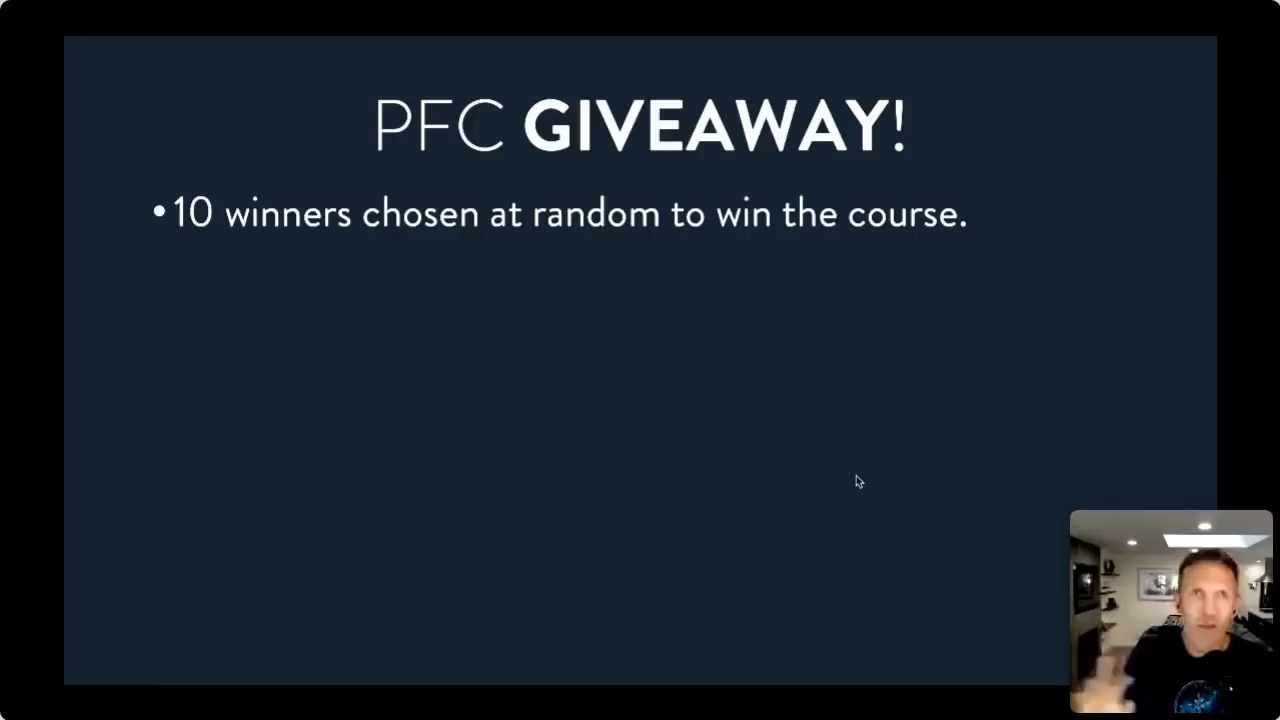 PFC GIVEAWAY!
• 10 winners chosen at random to win the course.